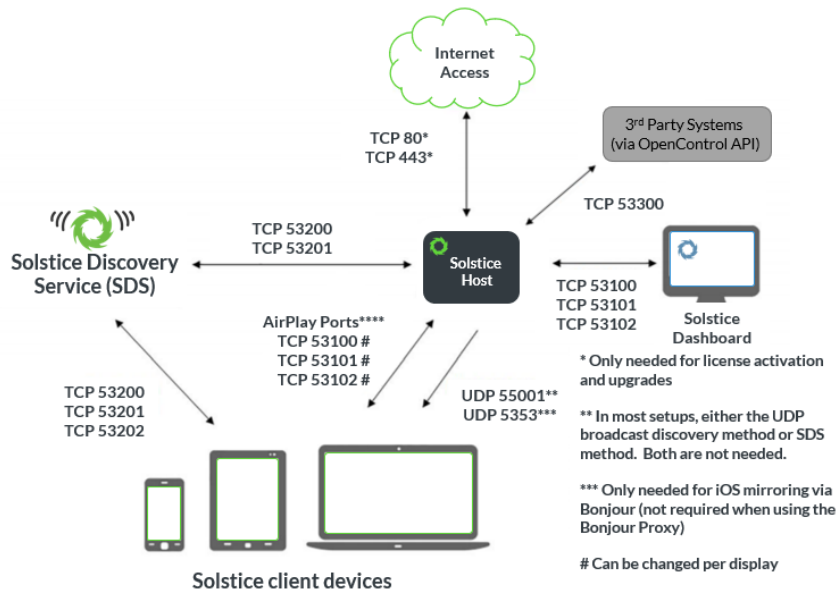 Internet
Access
TCP 80*
TCP 443*
3rd Party Systems
(via OpenControl API)
TCP 53300
TCP 53200
TCP 53201
Solstice Discovery
Service (SDS)
Solstice
Host
TCP 53100
TCP 53101
TCP 53102
Solstice
Dashboard
AirPlay Ports****
TCP 53100 #
TCP 53101 #
TCP 53102 #
UDP 55001**
UDP 5353***
TCP 53200
TCP 53201
TCP 53202
Solstice client devices
* Only needed for license activation
and upgrades
** In most setups, either the UDP
broadcast discovery method or SDS
method. Both are not needed.
*** Only needed for iOS mirroring via
Bonjour (not required when using the
Bonjour Proxy)
# Can be changed per display